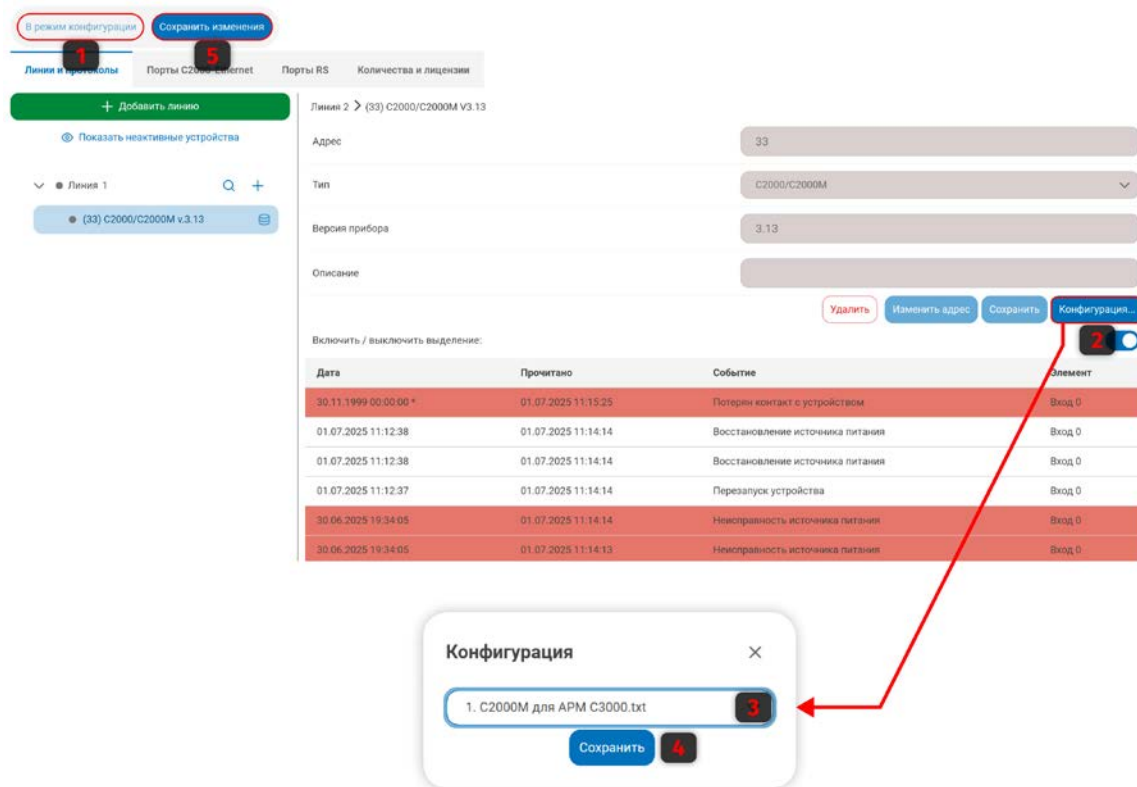 В режим конфигурации Сохранить изменения
1 5
Линии и протоколы Порты C2000-Ethernet Порты RS Количества и лицензии
+ Добавить линию
Показать неактивные устройства
Линия 1
(33) С2000/С2000М v.3.13
Линия 2 > (33) С2000/С2000М V3.13
Адрес 33
Тип С2000/С2000М
Версия прибора 3.13
Описание
Удалить Изменить адрес Сохранить Конфигурация...
Включить / выключить выделение: 2
Дата Прочитано Событие Элемент
30.11.1999 00:00:00 * 01.07.2025 11:15:25 Потерян контакт с устройством Вход 0
01.07.2025 11:12:38 01.07.2025 11:14:14 Восстановление источника питания Вход 0
01.07.2025 11:12:38 01.07.2025 11:14:14 Восстановление источника питания Вход 0
01.07.2025 11:12:37 01.07.2025 11:14:14 Перезапуск устройства Вход 0
30.06.2025 19:34:05 01.07.2025 11:14:14 Неисправность источника питания Вход 0
30.06.2025 19:34:05 01.07.2025 11:14:13 Неисправность источника питания Вход 0
Конфигурация
1. С2000М для АРМ С3000.txt 3
Сохранить 4